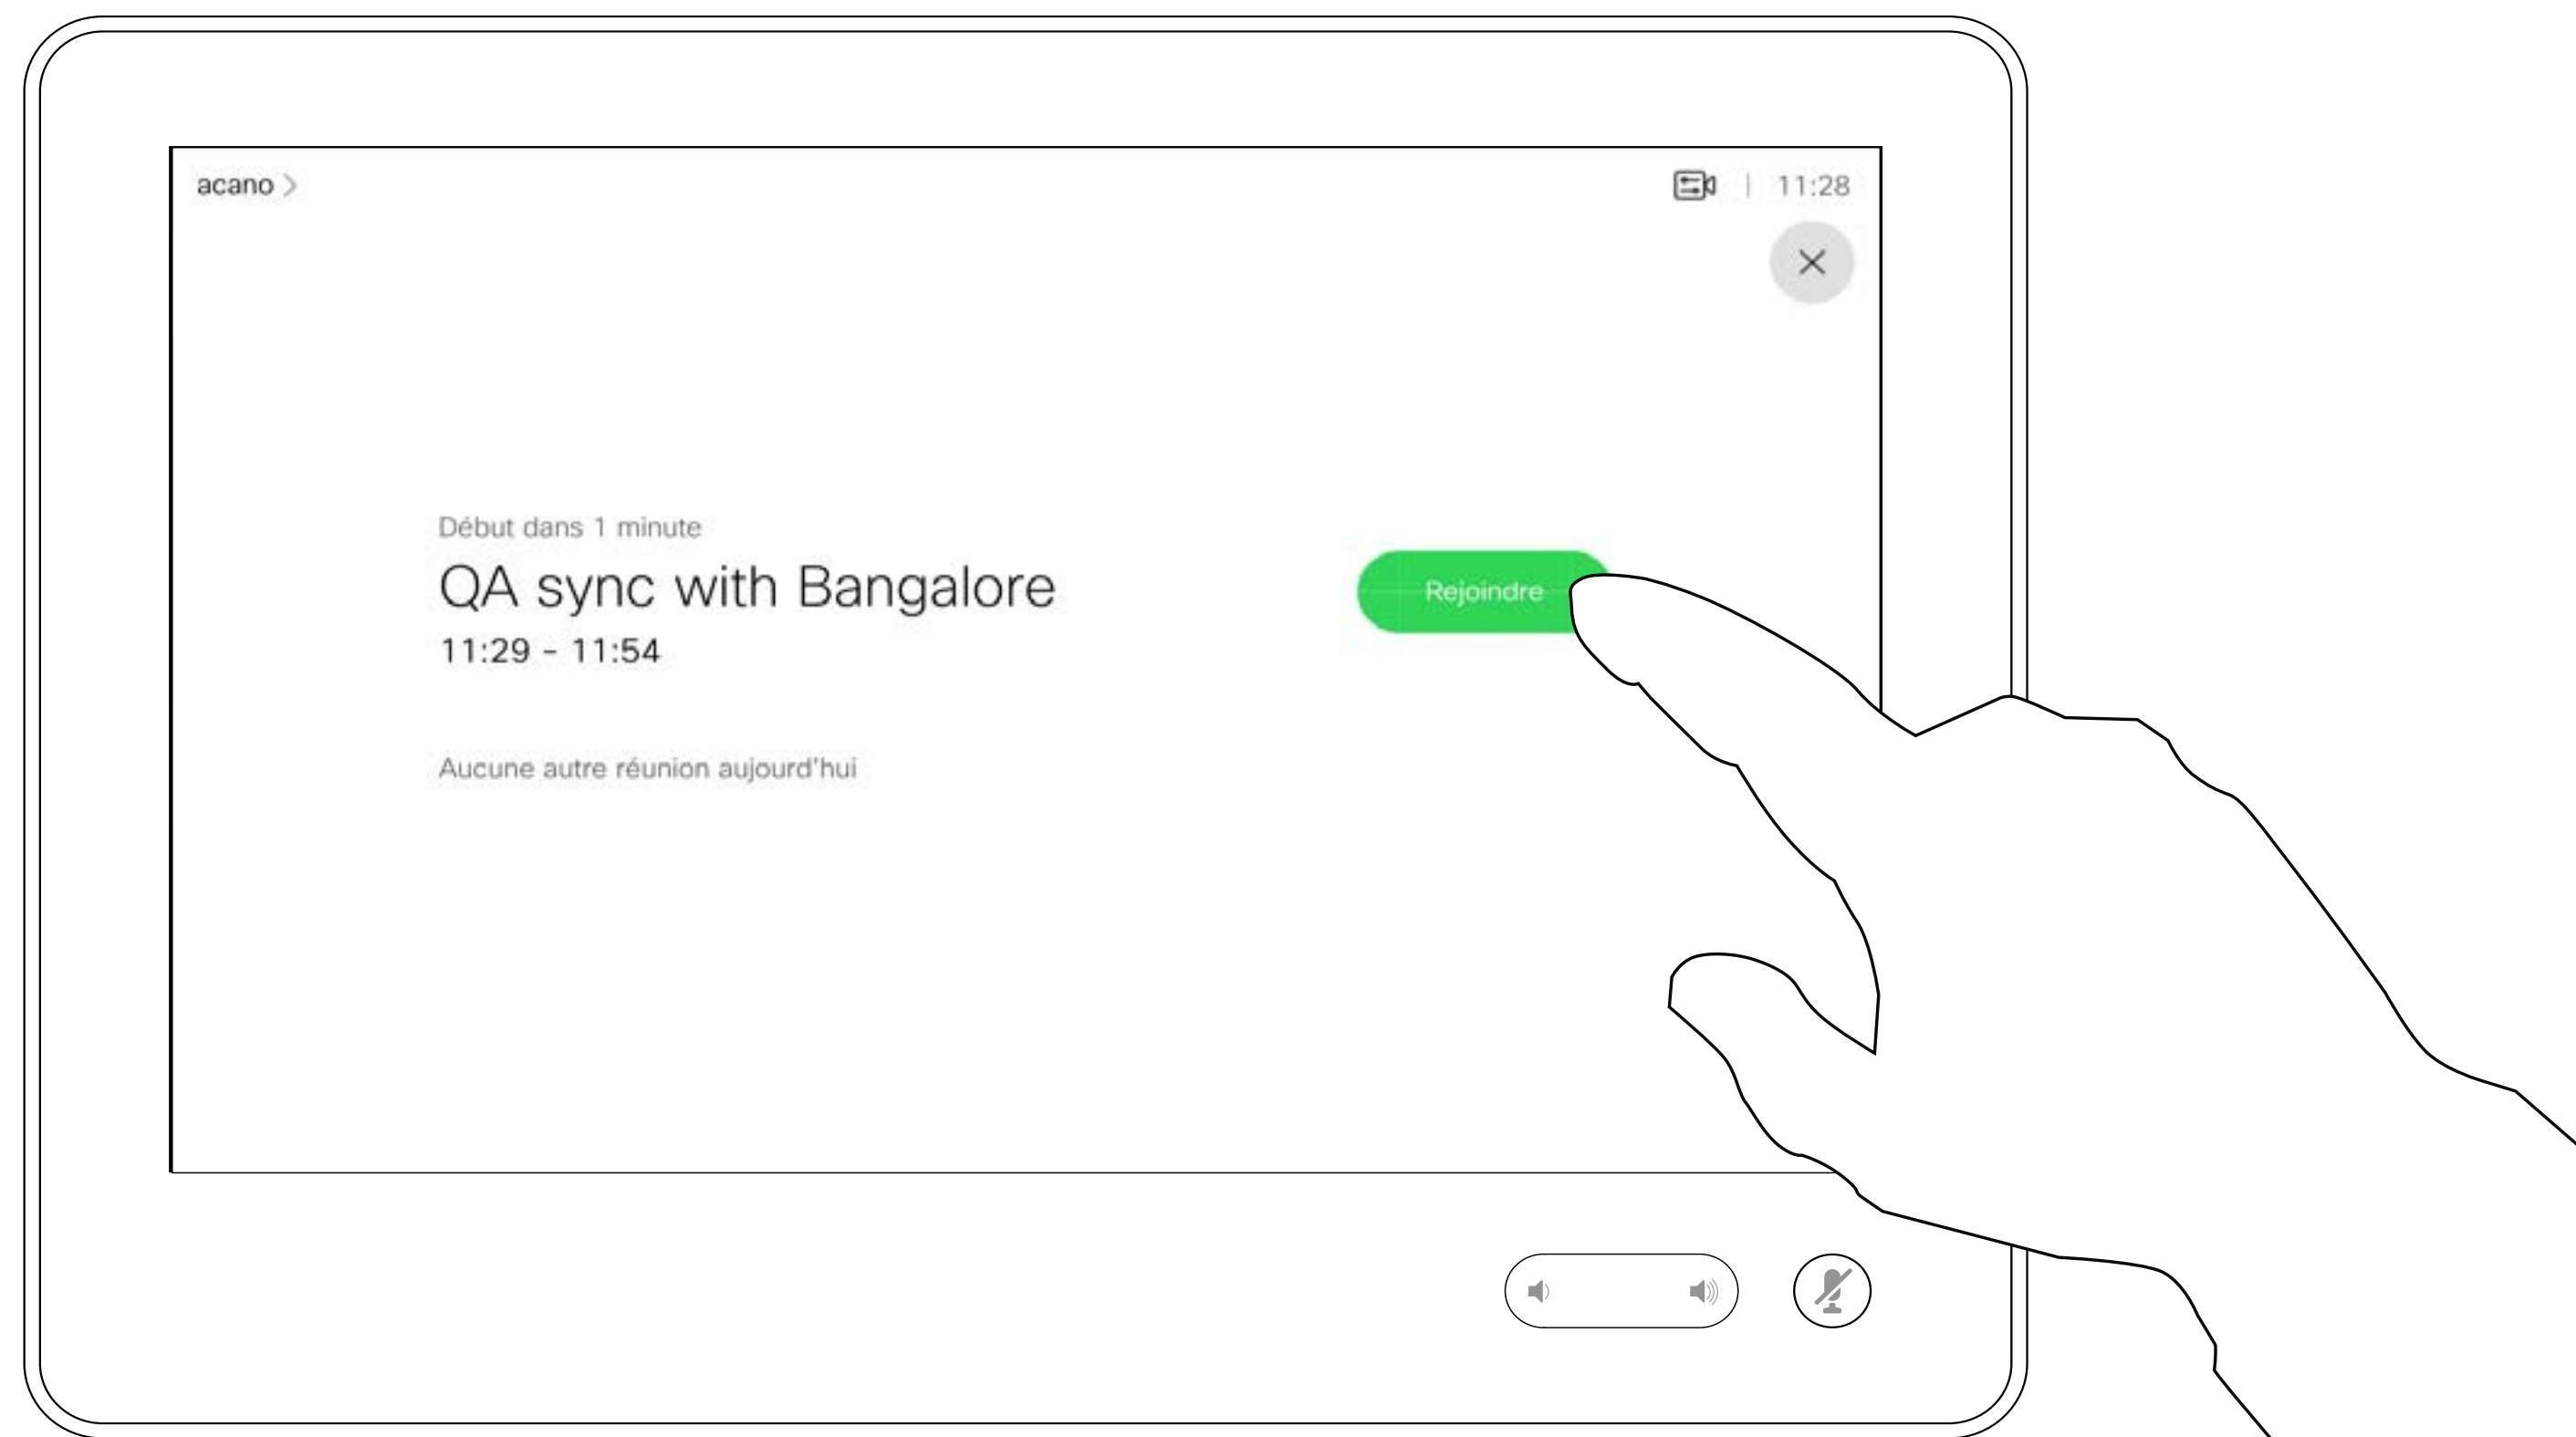 acano
11:28
Début dans 1 minute
QA sync with Bangalore
11:29 - 11:54
Rejoindre
Aucune autre réunion aujourd'hui